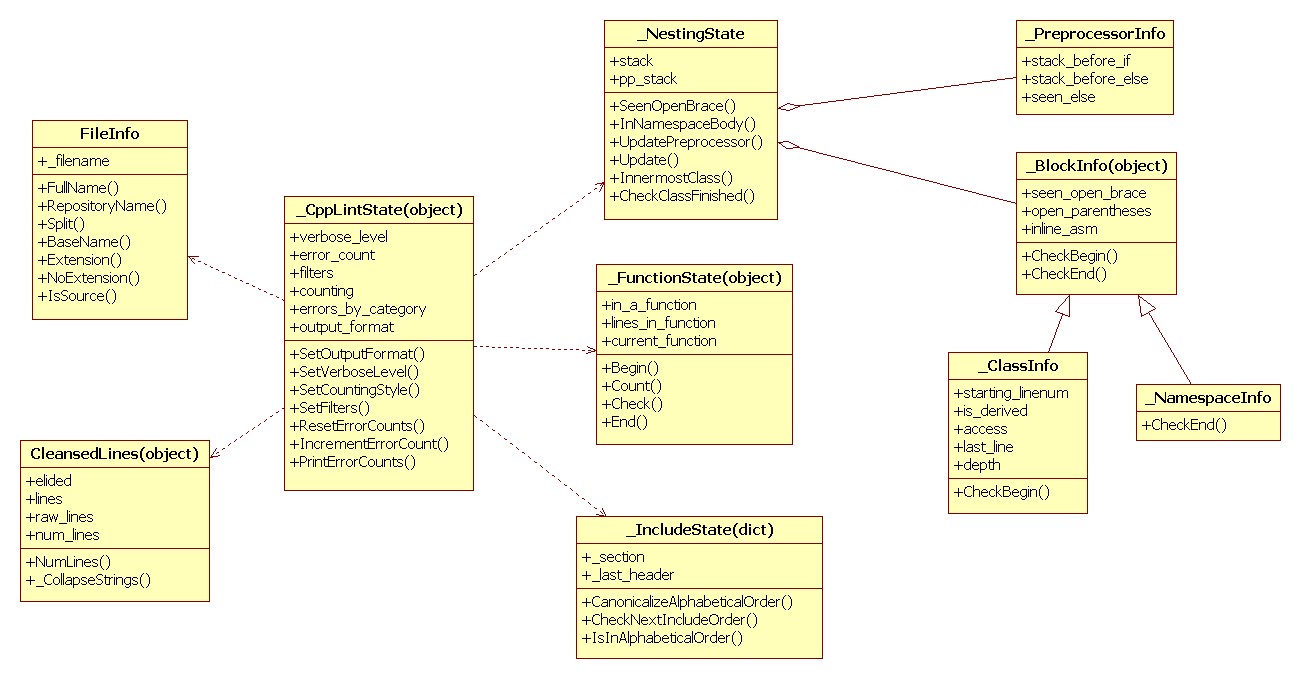 FileInfo
+_filename
+FullName()
+RepositoryName()
+Split()
+BaseName()
+Extension()
+NoExtension()
+IsSource()
CleansedLines(object)
+elided
+lines
+raw_lines
+num_lines
+NumLines()
+_CollapseStrings()
_CppLintState(object)
+verbose_level
+error_count
+filters
+counting
+errors_by_category
+output_format
+SetOutputFormat()
+SetVerboseLevel()
+SetCountingStyle()
+SetFilters()
+ResetErrorCounts()
+IncrementErrorCount()
+PrintErrorCounts()
_NestingState
+stack
+pp_stack
+SeenOpenBrace()
+InNamespaceBody()
+UpdatePreprocessor()
+Update()
+InnermostClass()
+CheckClassFinished()
_FunctionState(object)
+in_a_function
+lines_in_function
+current_function
+Begin()
+Count()
+Check()
+End()
_IncludeState(dict)
+_section
+_last_header
+CanonicalizeAlphabeticalOrder()
+CheckNextIncludeOrder()
+IsInAlphabeticalOrder()
_PreprocessorInfo
+stack_before_if
+stack_before_else
+seen_else
_BlockInfo(object)
+seen_open_brace
+open_parentheses
+inline_asm
+CheckBegin()
+CheckEnd()
_ClassInfo
+starting_linenum
+is_derived
+access
+last_line
+depth
+CheckBegin()
_NamespaceInfo
+CheckEnd()